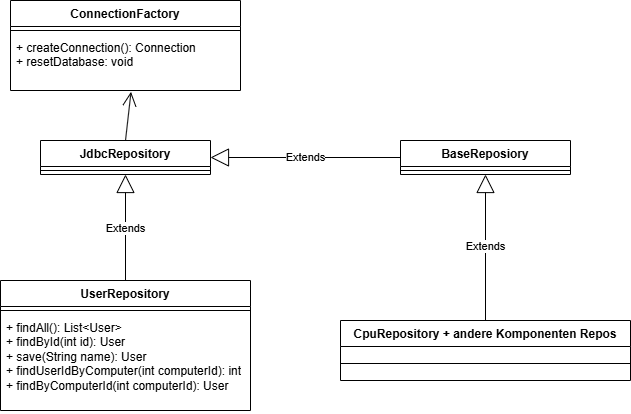 ConnectionFactory
+ createConnection(): Connection
+ resetDatabase: void
JdbcRepository
Extends
BaseReposiory
Extends
Extends
UserRepository
+ findAll(): List<User>
+ findById(int id): User
+ save(String name): User
+ findUserIdByComputer(int computerId): int
+ findByComputerId(int computerId): User
CpuRepository + andere Komponenten Repos